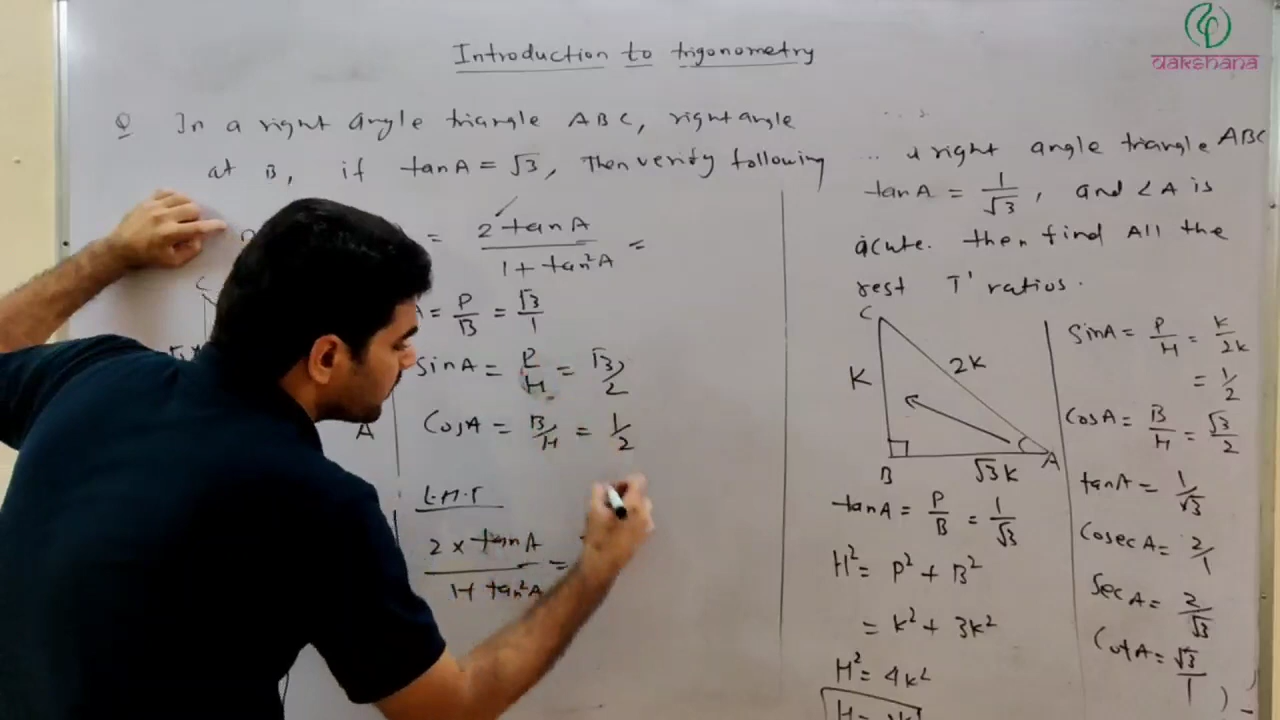 Introduction to trigonometry
dakshana
Q In a right angle triangle ABC, right angle
at B, if tanA = √3, Then verify following
= 2 tanA / 1 + tan²A =
= P/B = √3/1
SinA = P/H = √3/2
CosA = B/H = 1/2
A
L.H.S
2 × tanA / 1+ tan²A =
C
right angle triangle ABC
tanA = 1/√3, and ∠A is
acute. then find All the
rest T' ratios.
C
K
2K
B
√3K
A
tanA = P/B = 1/√3
H² = P² + B²
= K² + 3K²
H² = 4K²
SinA = P/H = K/2K
= 1/2
CosA = B/H = √3/2
tanA = 1/√3
CosecA = 2/1
SecA = 2/√3
CotA = √3/1